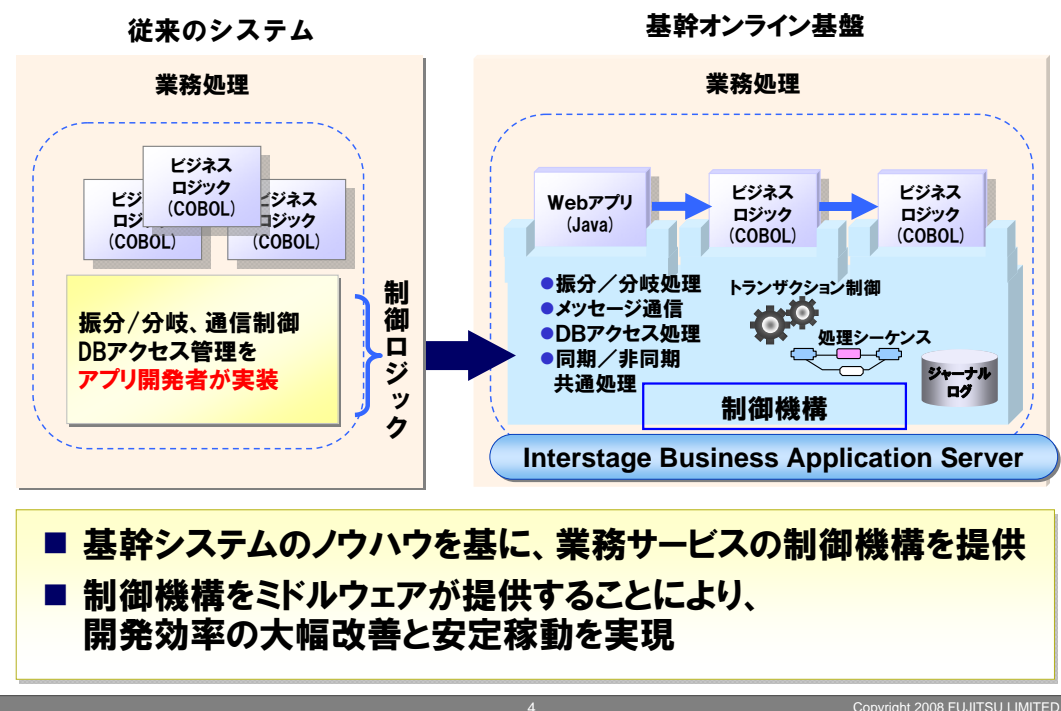 従来のシステム
業務処理
ビジネス
ロジック
(COBOL)
ビジ
ロジ
(COBOL)
ビジネス
ロジック
(COBOL)
振分/分岐、通信制御
DBアクセス管理を
アプリ開発者が実装
制御ロジック
基幹オンライン基盤
業務処理
Webアプリ
(Java)
ビジネス
ロジック
(COBOL)
ビジネス
ロジック
(COBOL)
●振分/分岐処理
●メッセージ通信
●DBアクセス処理
●同期/非同期
共通処理
トランザクション制御
処理シーケンス
ジャーナル
ログ
制御機構
Interstage Business Application Server
■ 基幹システムのノウハウを基に、業務サービスの制御機構を提供
■ 制御機構をミドルウェアが提供することにより、
開発効率の大幅改善と安定稼動を実現
4
Copyright 2008 FUJITSU LIMITED